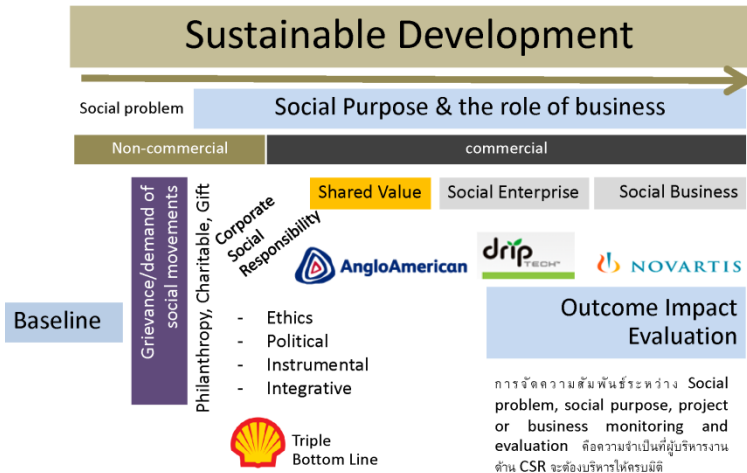 Sustainable Development
Social problem
Social Purpose & the role of business
Non-commercial
commercial
Grievance/demand of
social movements
Philanthropy, Charitable, Gift
Corporate
Social
Responsibility
Shared Value
Social Enterprise
Social Business
AngloAmerican
drip
TECH
NOVARTIS
Baseline
- Ethics
- Political
- Instrumental
- Integrative
Triple
Bottom Line
Outcome Impact
Evaluation
การจัดความสัมพันธ์ระหว่าง Social
problem, social purpose, project
or business monitoring and
evaluation คือความจำเป็นที่ผู้บริหารงาน
ด้าน CSR จะต้องบริหารให้ครบมิติ